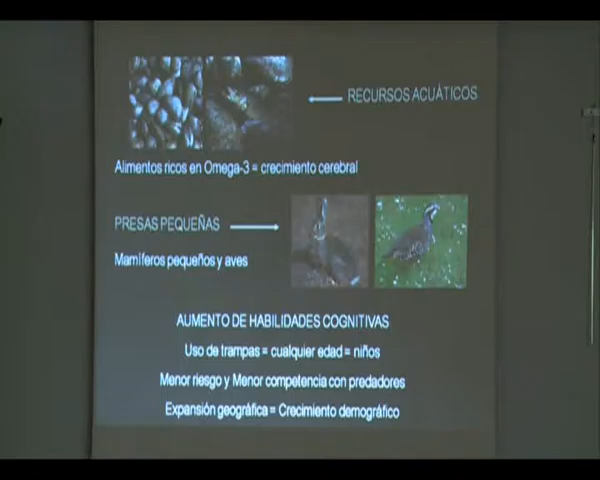 RECURSOS ACUÁTICOS
Alimentos ricos en Omega-3 = crecimiento cerebral
PRESAS PEQUEÑAS
Mamíferos pequeños y aves
AUMENTO DE HABILIDADES COGNITIVAS
Uso de trampas = cualquier edad = niños
Menor riesgo y Menor competencia con predadores
Expansión geográfica = Crecimiento demográfico